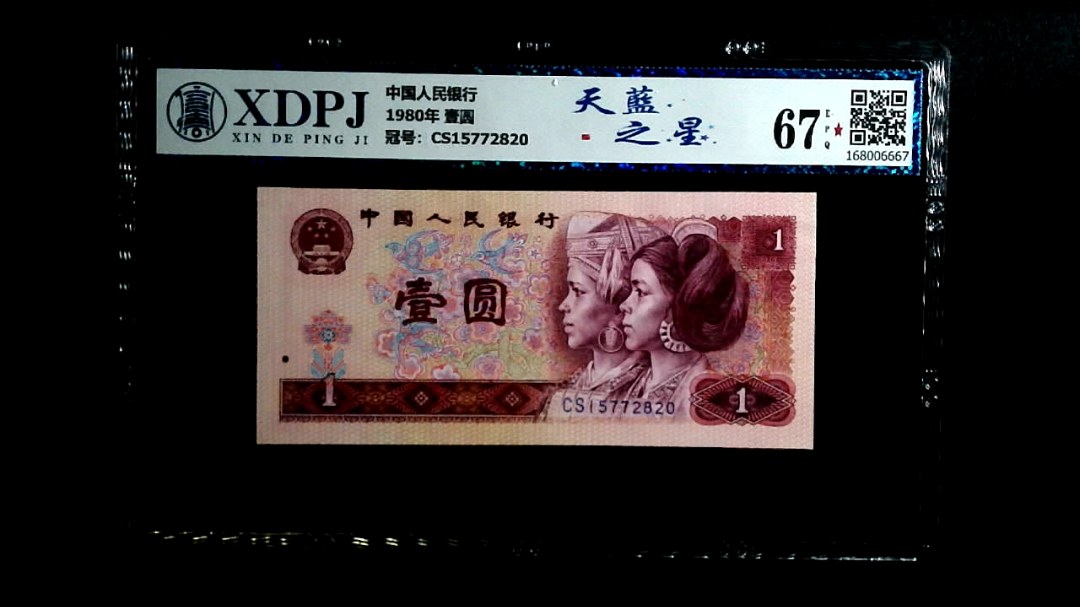 XDPJ
XIN DE PING JI
中国人民银行
1980年 壹圆
冠号: CS15772820
天藍
之星
67
EPQ
168006667
中国人民银行
壹圆
1
1
CS15772820
1